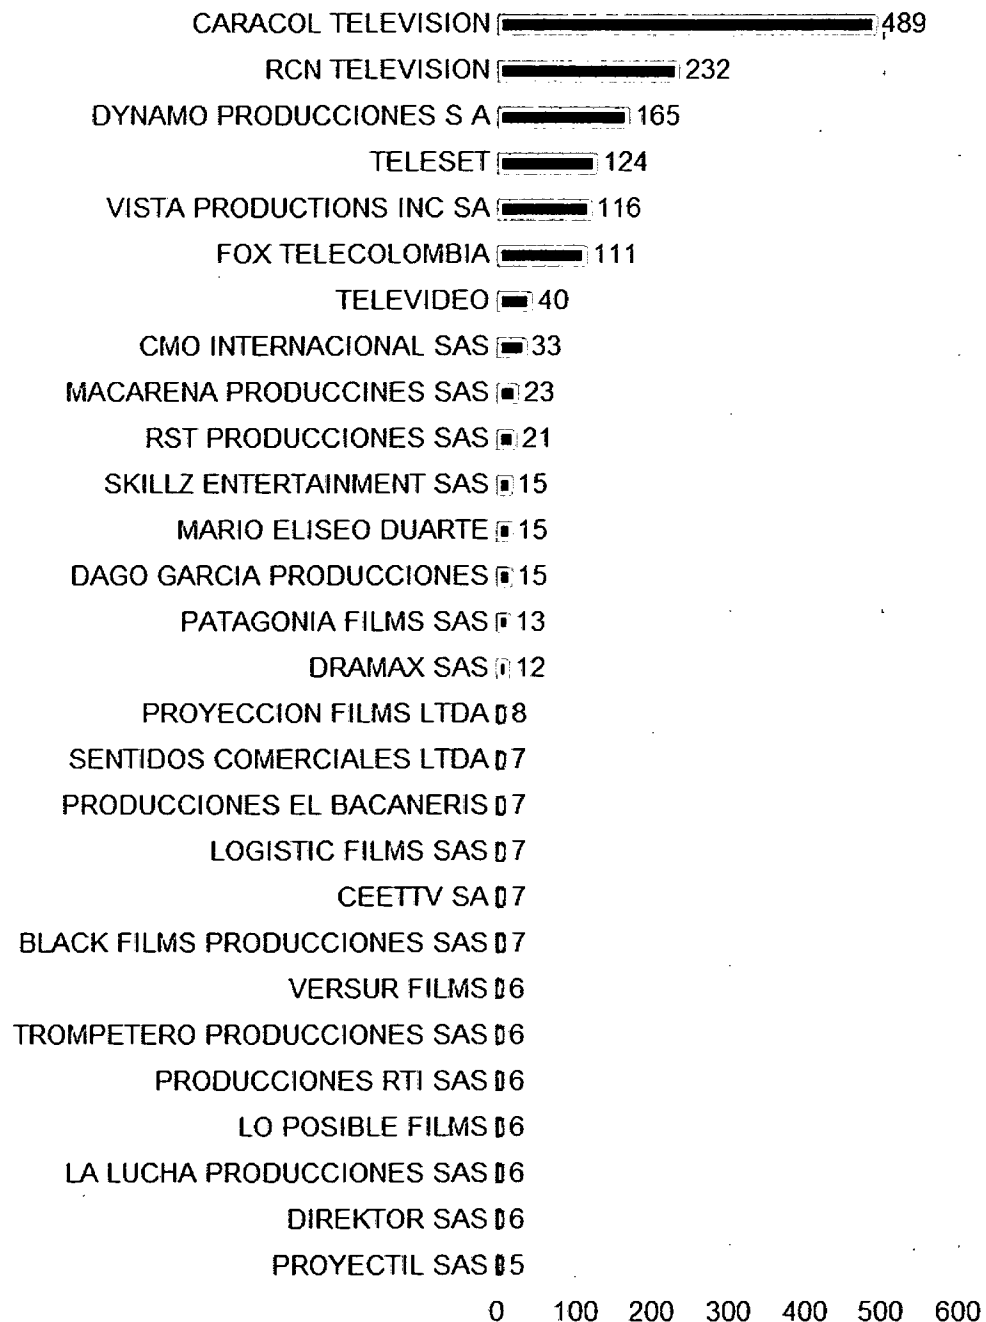 CARACOL TELEVISION 489
RCN TELEVISION 232
DYNAMO PRODUCCIONES S A 165
TELESET 124
VISTA PRODUCTIONS INC SA 116
FOX TELECOLOMBIA 111
TELEVIDEO 40
CMO INTERNACIONAL SAS 33
MACARENA PRODUCCINES SAS 23
RST PRODUCCIONES SAS 21
SKILLZ ENTERTAINMENT SAS 15
MARIO ELISEO DUARTE 15
DAGO GARCIA PRODUCCIONES 15
PATAGONIA FILMS SAS 13
DRAMAX SAS 12
PROYECCION FILMS LTDA 8
SENTIDOS COMERCIALES LTDA 7
PRODUCCIONES EL BACANERIS 7
LOGISTIC FILMS SAS 7
CEETTV SA 7
BLACK FILMS PRODUCCIONES SAS 7
VERSUR FILMS 6
TROMPETERO PRODUCCIONES SAS 6
PRODUCCIONES RTI SAS 6
LO POSIBLE FILMS 6
LA LUCHA PRODUCCIONES SAS 6
DIREKTOR SAS 6
PROYECTIL SAS 5
0 100 200 300 400 500 600